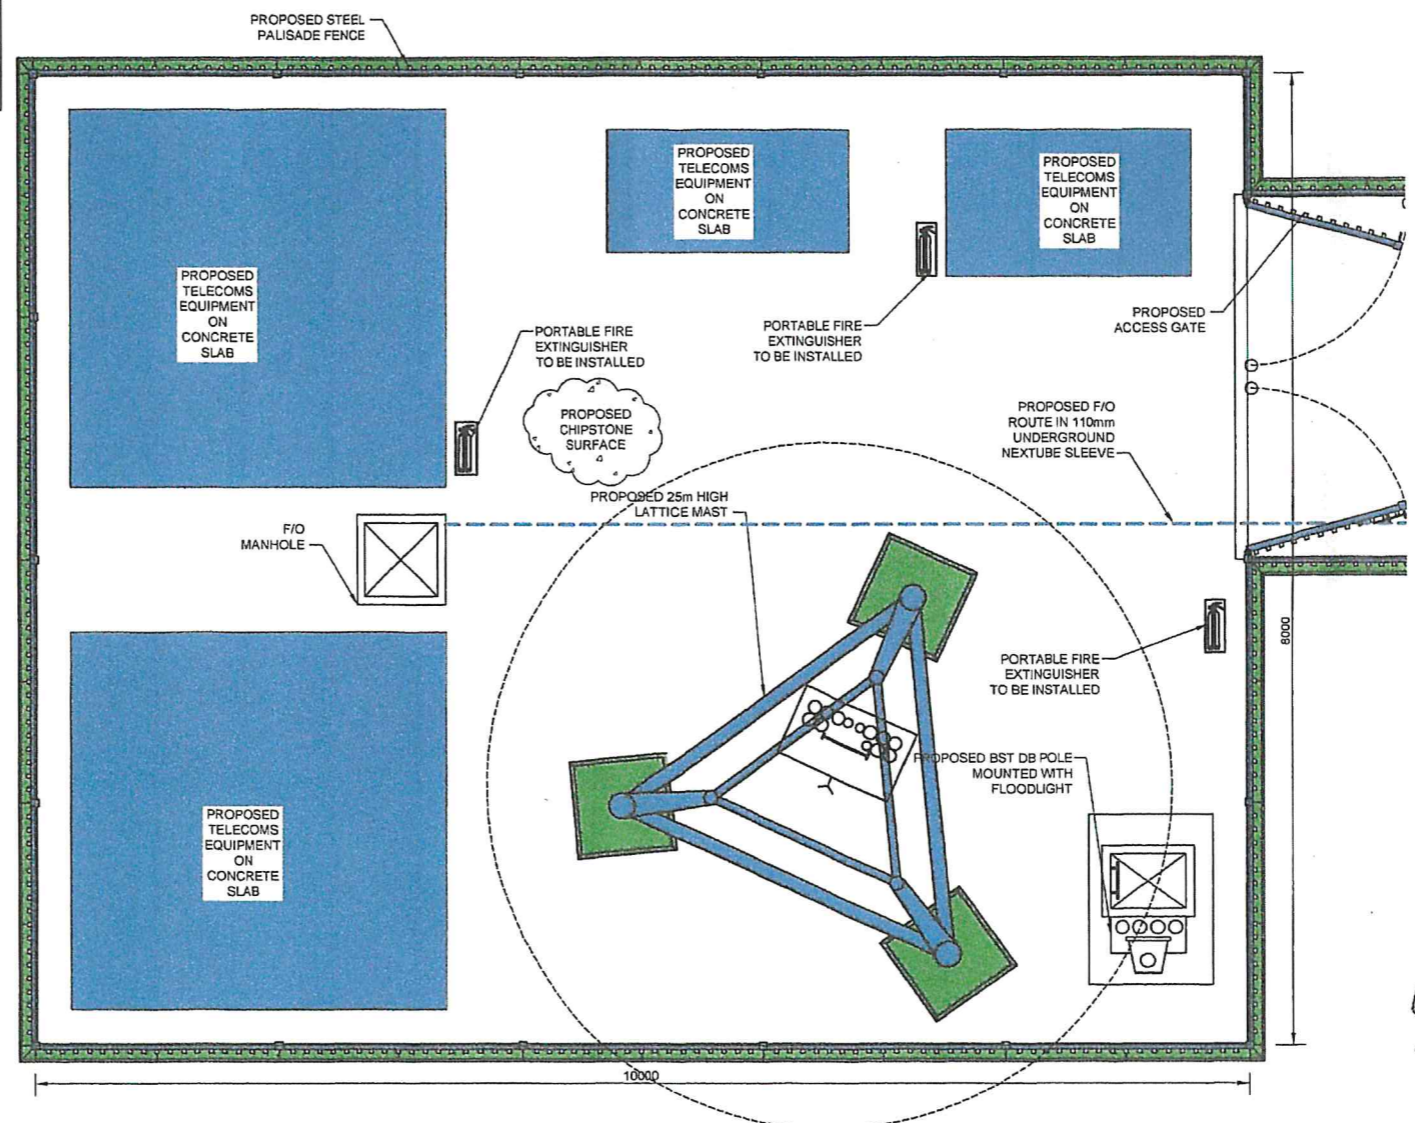 PROPOSED STEEL
PALISADE FENCE
PROPOSED
TELECOMS
EQUIPMENT
ON
CONCRETE
SLAB
PROPOSED
TELECOMS
EQUIPMENT
ON
CONCRETE
SLAB
PROPOSED
TELECOMS
EQUIPMENT
ON
CONCRETE
SLAB
PORTABLE FIRE
EXTINGUISHER
TO BE INSTALLED
PORTABLE FIRE
EXTINGUISHER
TO BE INSTALLED
PROPOSED
ACCESS GATE
PROPOSED
CHIPSTONE
SURFACE
PROPOSED F/O
ROUTE IN 110mm
UNDERGROUND
NEXTUBE SLEEVE
PROPOSED 25m HIGH
LATTICE MAST
F/O
MANHOLE
8000
PORTABLE FIRE
EXTINGUISHER
TO BE INSTALLED
PROPOSED BST DB POLE
MOUNTED WITH
FLOODLIGHT
PROPOSED
TELECOMS
EQUIPMENT
ON
CONCRETE
SLAB
10000